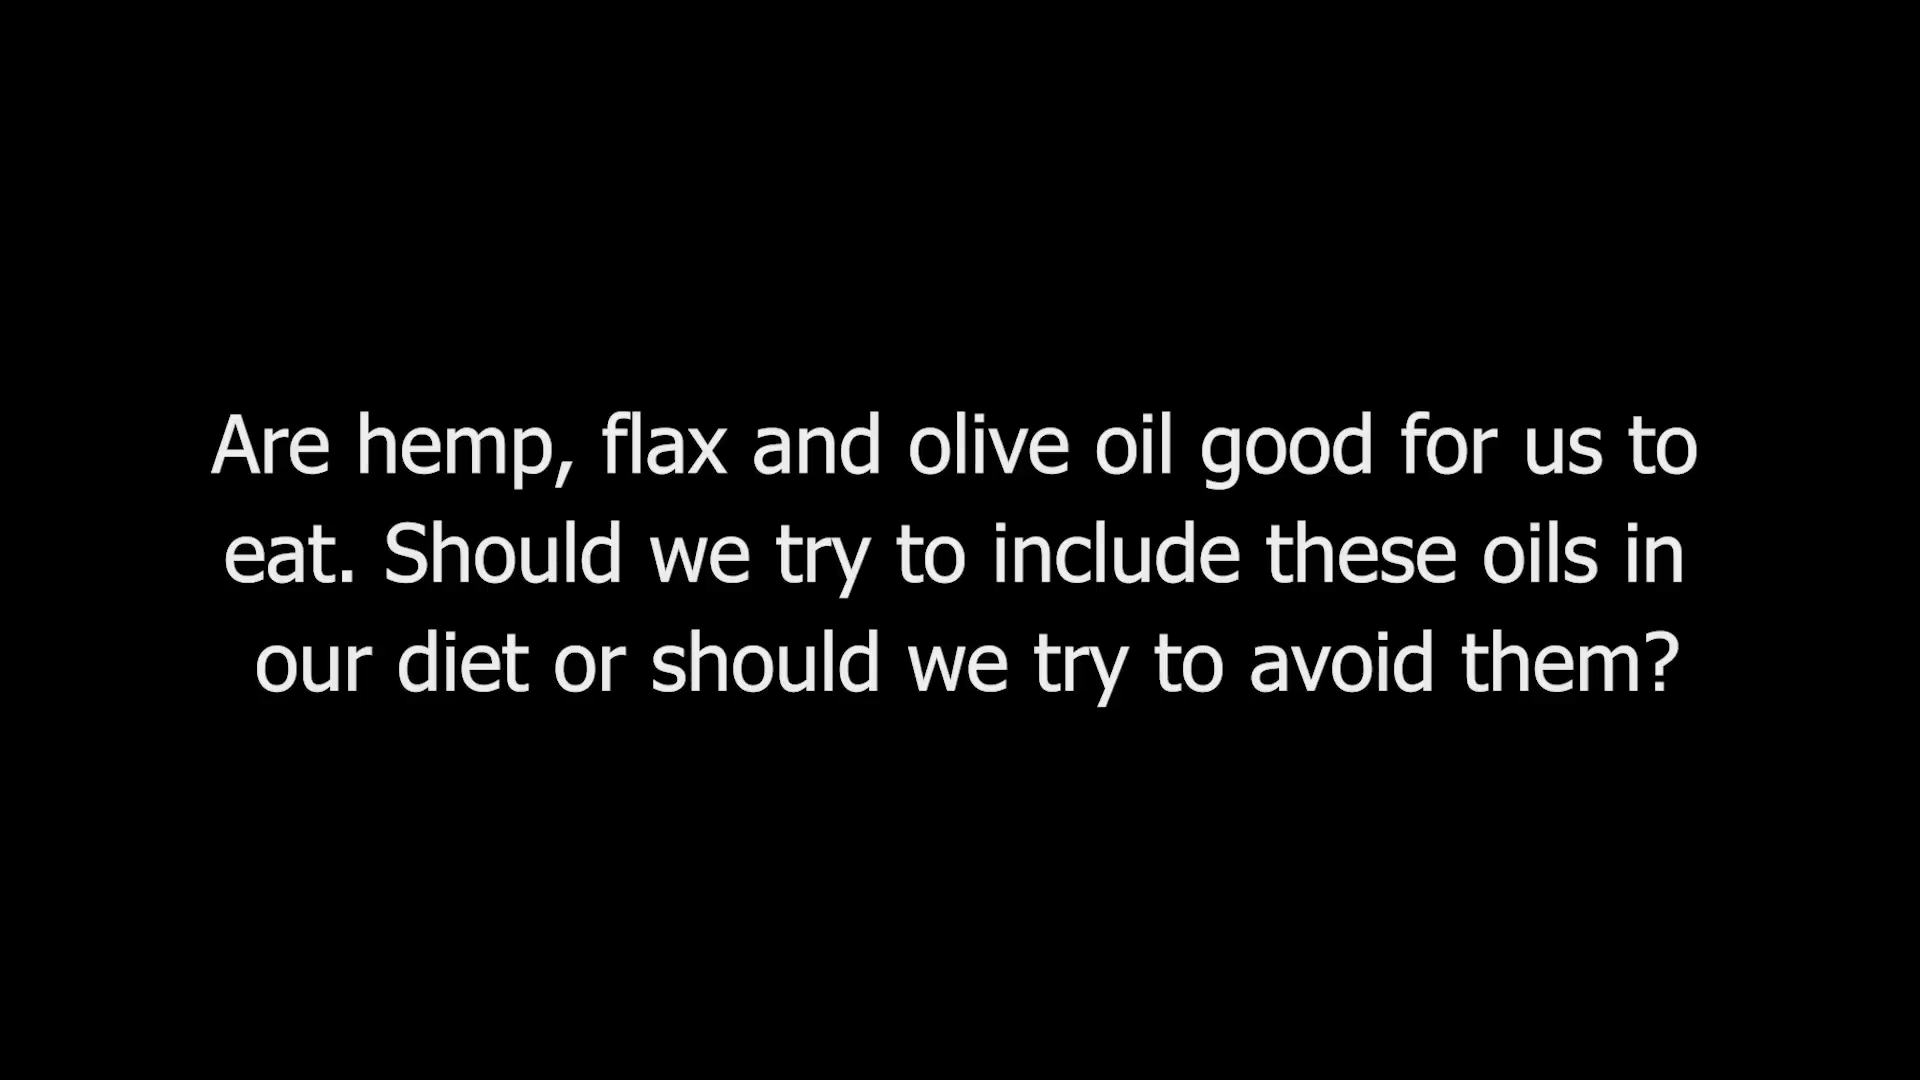 Are hemp, flax and olive oil good for us to
eat. Should we try to include these oils in
our diet or should we try to avoid them?